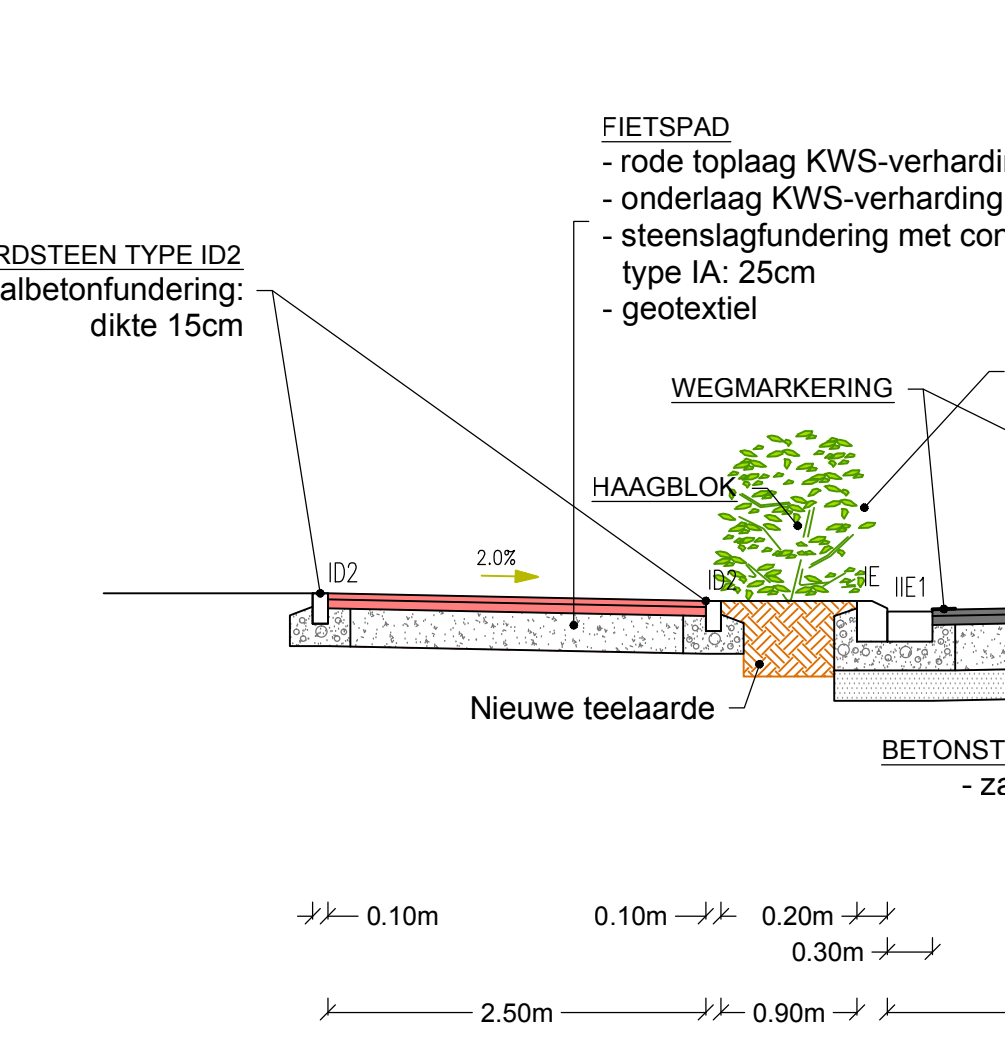 FIETSPAD
- rode toplaag KWS-verhardi
- onderlaag KWS-verharding
- steenslagfundering met con
type IA: 25cm
- geotextiel
RDSTEEN TYPE ID2
albetonfundering:
dikte 15cm
WEGMARKERING
HAAGBLOK
2.0%
ID2
ID2
IE
IIE1
Nieuwe teelaarde
BETONST
- za
0.10m
0.10m
0.20m
0.30m
2.50m
0.90m